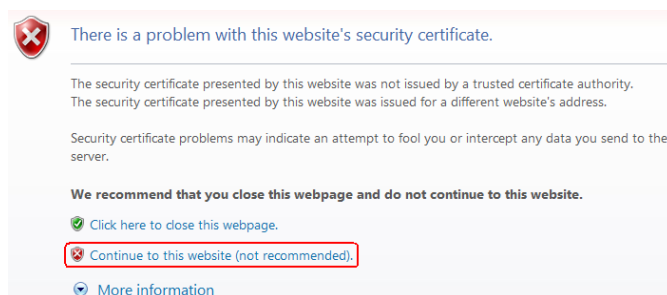 There is a problem with this website's security certificate.
The security certificate presented by this website was not issued by a trusted certificate authority.
The security certificate presented by this website was issued for a different website's address.
Security certificate problems may indicate an attempt to fool you or intercept any data you send to the
server.
We recommend that you close this webpage and do not continue to this website.
Click here to close this webpage.
Continue to this website (not recommended).
More information